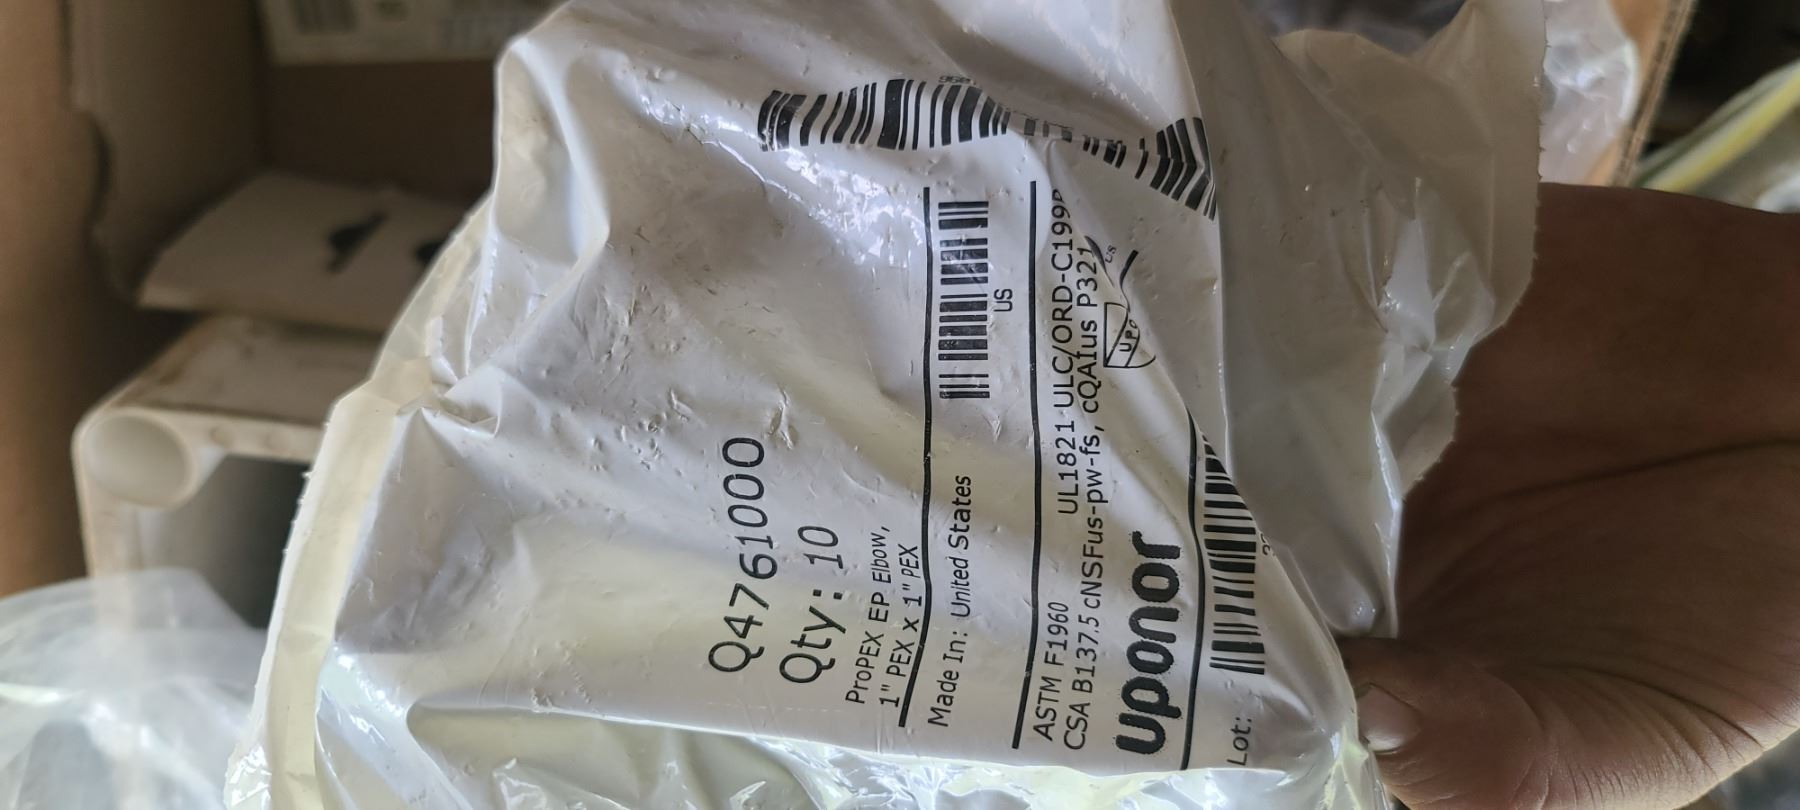 Q4761000
Qty: 10
ProPEX EP Elbow,
1" PEX x 1" PEX
Made In: United States
US
ASTM F1960 UL1821 ULC/ORD-C199P
CSA B137.5 cNSFus-pw-fs, cQAIus P321
UPC
uponor
Lot: